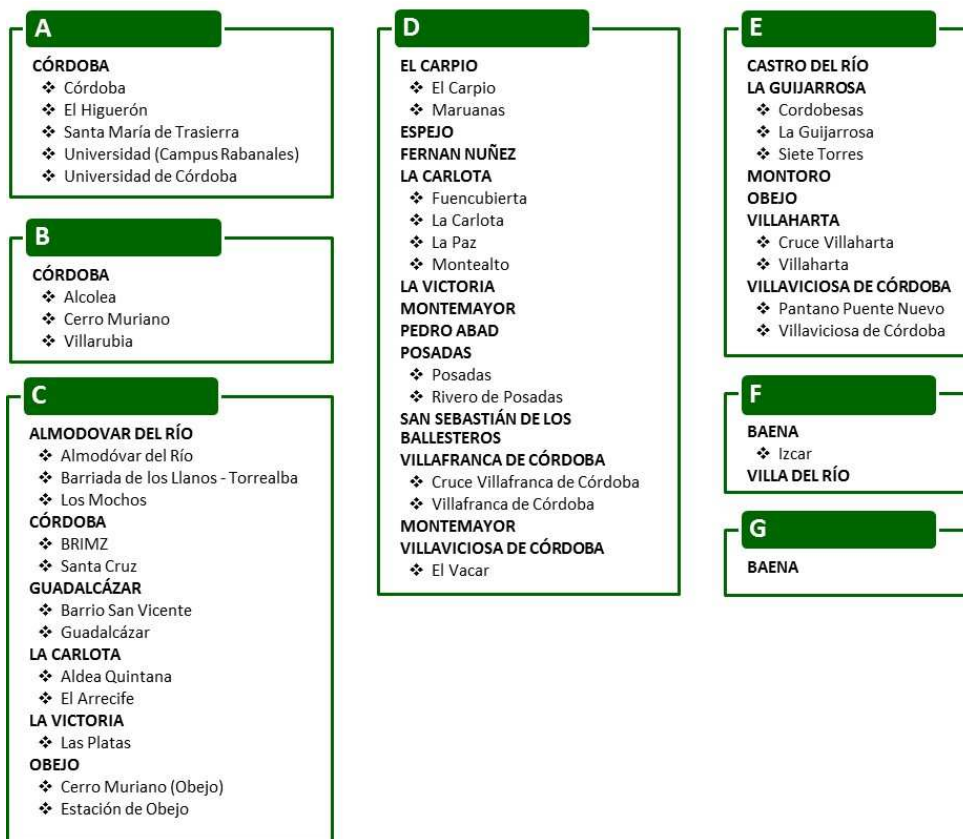 A
CÓRDOBA
❖ Córdoba
❖ El Higuerón
❖ Santa María de Trasierra
❖ Universidad (Campus Rabanales)
❖ Universidad de Córdoba
B
CÓRDOBA
❖ Alcolea
❖ Cerro Muriano
❖ Villarubia
C
ALMODOVAR DEL RÍO
❖ Almodóvar del Río
❖ Barriada de los Llanos - Torrealba
❖ Los Mochos
CÓRDOBA
❖ BRIMZ
❖ Santa Cruz
GUADALCÁZAR
❖ Barrio San Vicente
❖ Guadalcázar
LA CARLOTA
❖ Aldea Quintana
❖ El Arrecife
LA VICTORIA
❖ Las Platas
OBEJO
❖ Cerro Muriano (Obejo)
❖ Estación de Obejo
D
EL CARPIO
❖ El Carpio
❖ Maruanas
ESPEJO
FERNAN NUÑEZ
LA CARLOTA
❖ Fuencubierta
❖ La Carlota
❖ La Paz
❖ Montealto
LA VICTORIA
MONTEMAYOR
PEDRO ABAD
POSADAS
❖ Posadas
❖ Rivero de Posadas
SAN SEBASTIÁN DE LOS
BALLESTEROS
VILLAFRANCA DE CÓRDOBA
❖ Cruce Villafranca de Córdoba
❖ Villafranca de Córdoba
MONTEMAYOR
VILLAVICIOSA DE CÓRDOBA
❖ El Vacar
E
CASTRO DEL RÍO
LA GUIJARROSA
❖ Cordobesas
❖ La Guijarrosa
❖ Siete Torres
MONTORO
OBEJO
VILLAHARTA
❖ Cruce Villaharta
❖ Villaharta
VILLAVICIOSA DE CÓRDOBA
❖ Pantano Puente Nuevo
❖ Villaviciosa de Córdoba
F
BAENA
❖ Izcar
VILLA DEL RÍO
G
BAENA